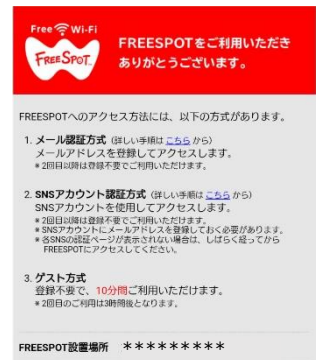 Free Wi-Fi
FREESPOT.
FREESPOTをご利用いただき
ありがとうございます。
FREESPOTへのアクセス方法には、以下の方式があります。
1. メール認証方式 (詳しい手順は こちら から)
メールアドレスを登録してアクセスします。
* 2回目以降は登録不要でご利用いただけます。
2. SNSアカウント認証方式 (詳しい手順は こちら から)
SNSアカウントを使用してアクセスします。
* 2回目以降は登録不要でご利用いただけます。
* SNSアカウントにメールアドレスを登録しておく必要があります。
* 各SNSの認証ページが表示されない場合は、しばらく経ってから
FREESPOTにアクセスしてください。
3. ゲスト方式
登録不要で、10分間ご利用いただけます。
* 2回目のご利用は3時間後となります。
FREESPOT設置場所 *********